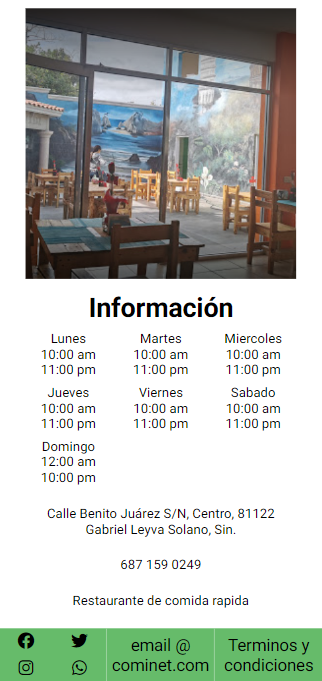 Información
Lunes
10:00 am
11:00 pm
Martes
10:00 am
11:00 pm
Miercoles
10:00 am
11:00 pm
Jueves
10:00 am
11:00 pm
Viernes
10:00 am
11:00 pm
Sabado
10:00 am
11:00 pm
Domingo
12:00 am
10:00 pm
Calle Benito Juárez S/N, Centro, 81122
Gabriel Leyva Solano, Sin.
687 159 0249
Restaurante de comida rapida
email @
cominet.com
Terminos y
condiciones